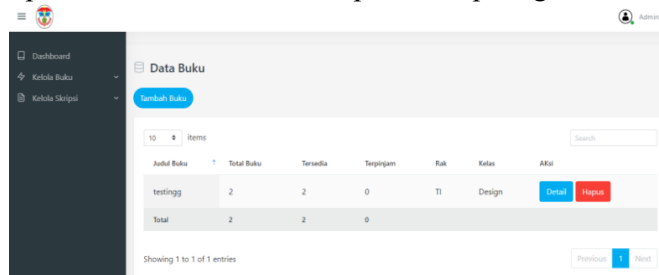 Admin
Dashboard
Kelola Buku
Kelola Skripsi
Data Buku
Tambah Buku
10 items
Search
Judul Buku Total Buku Tersedia Terpinjam Rak Kelas AKsi
testingg 2 2 0 TI Design Detail Hapus
Total 2 2 0
Showing 1 to 1 of 1 entries
Previous 1 Next